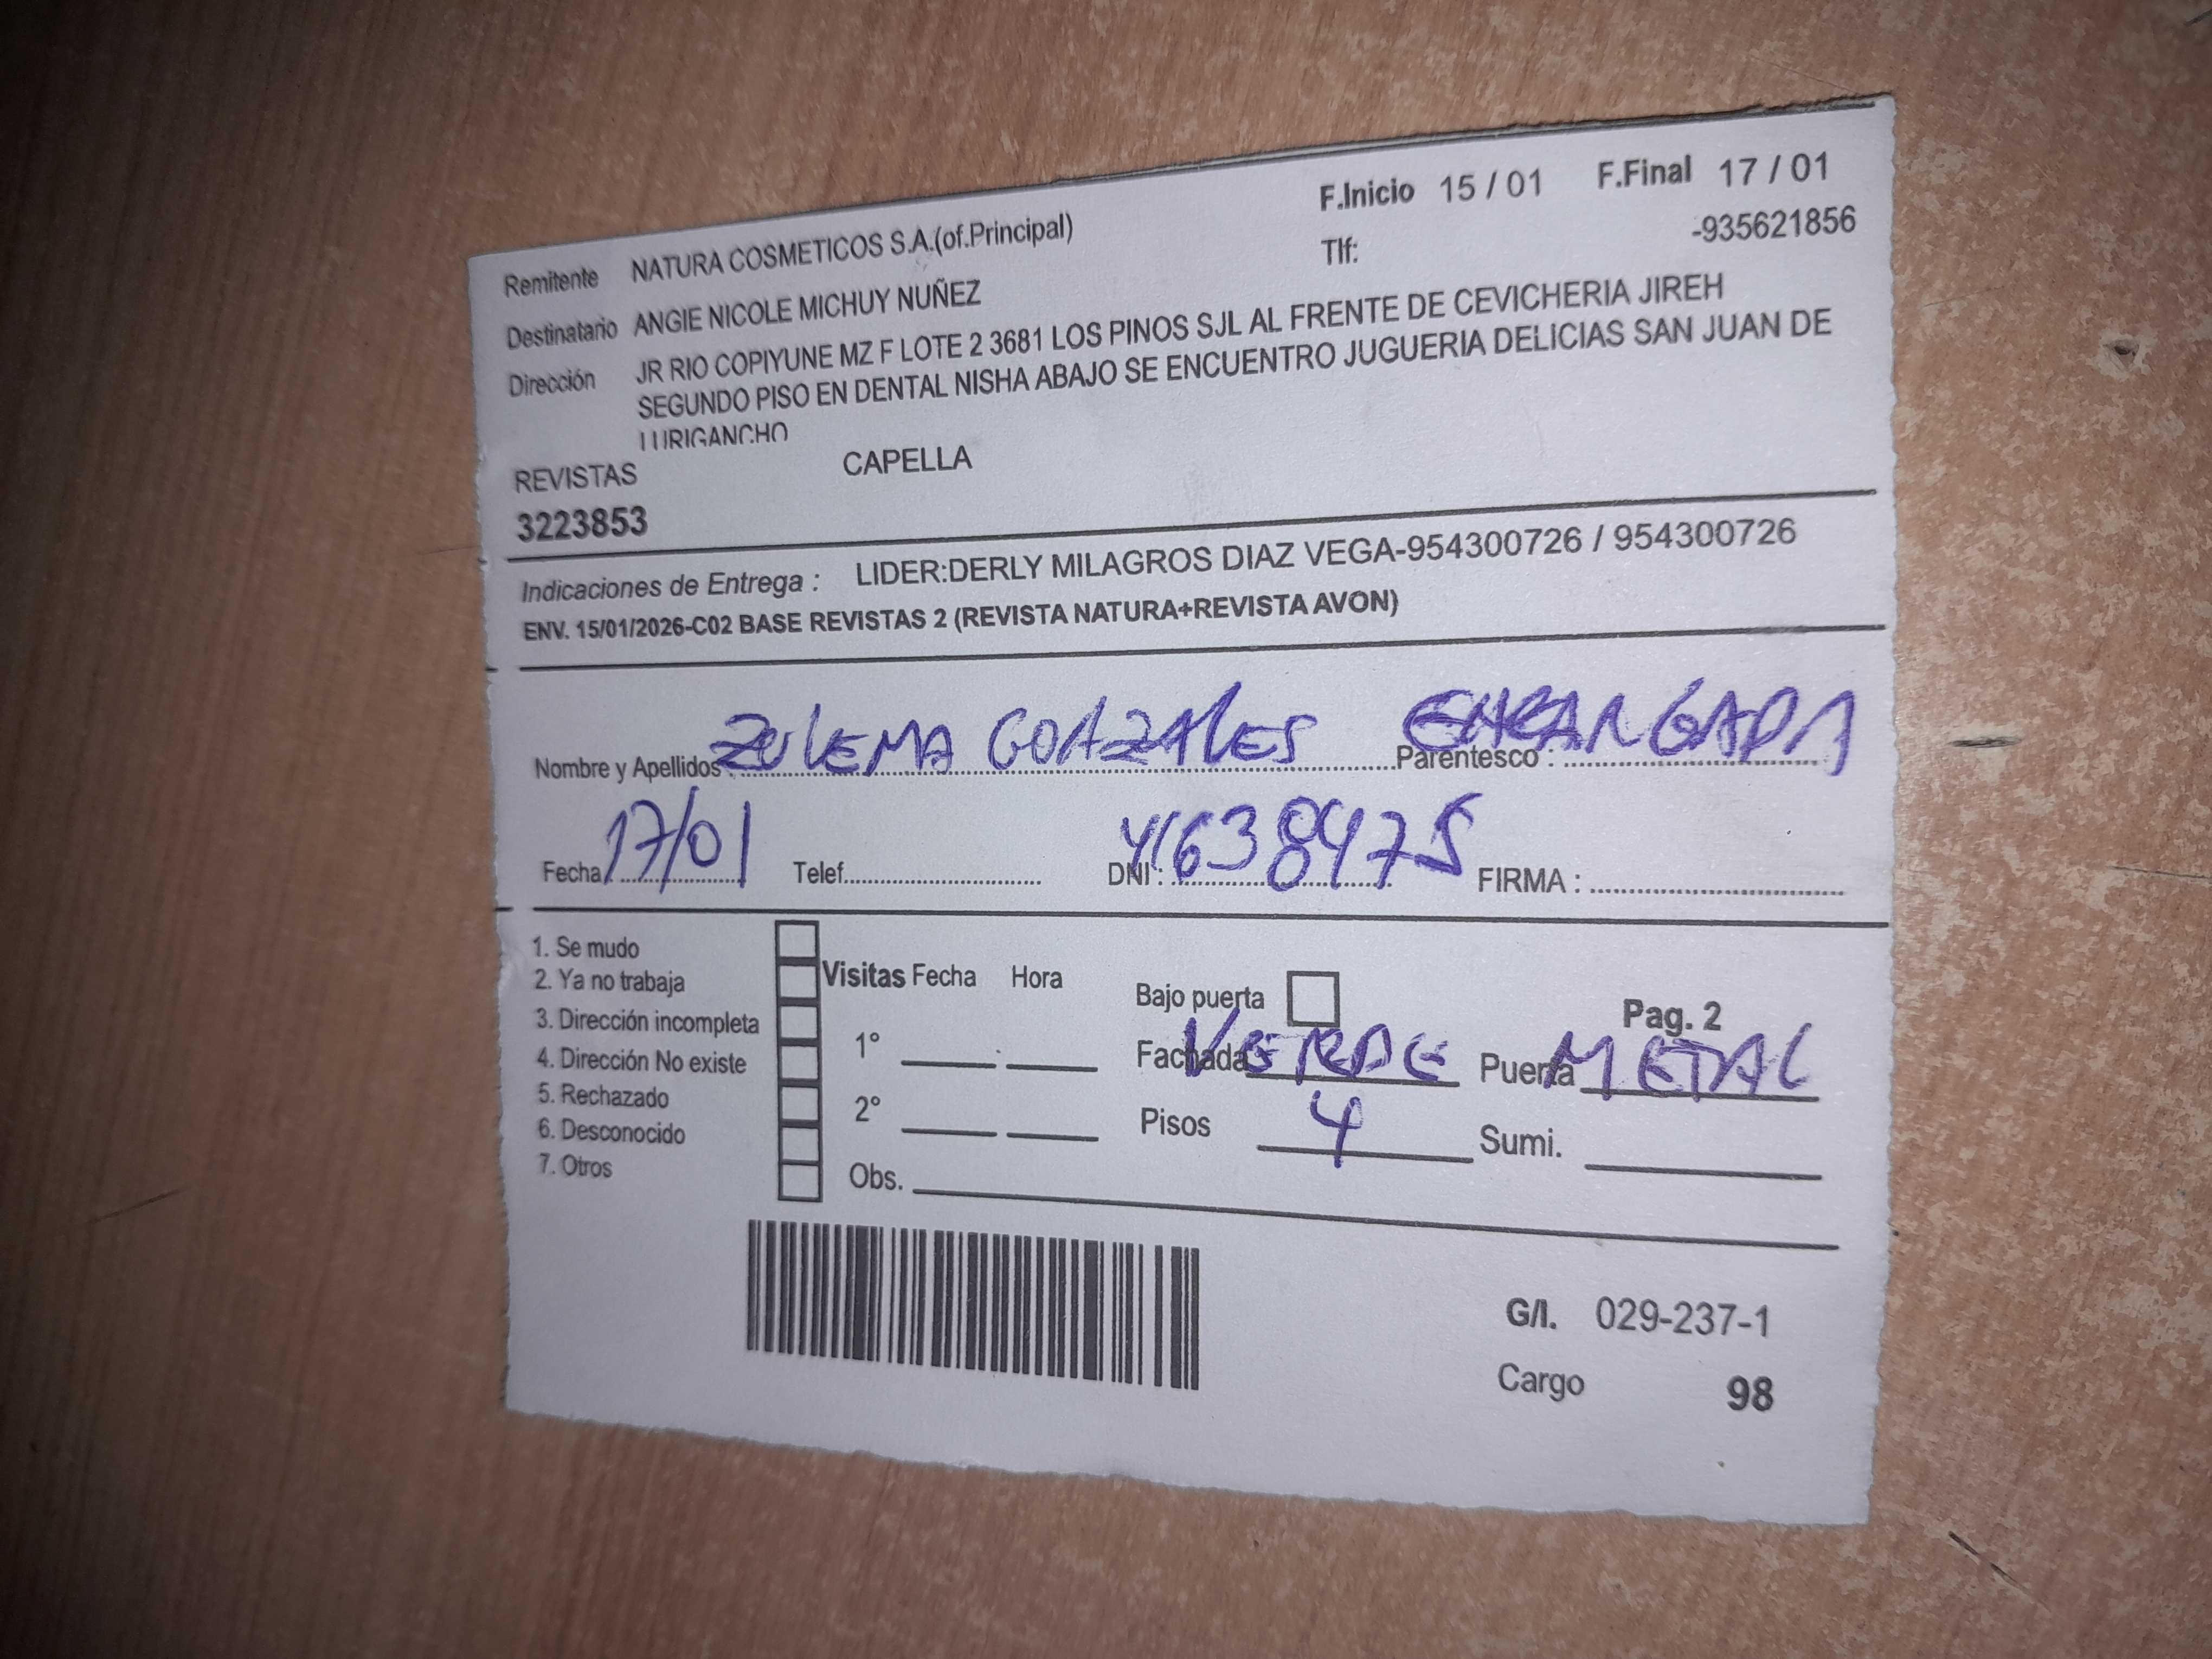 F.Inicio 15 / 01 F.Final 17 / 01
Remitente NATURA COSMETICOS S.A.(of.Principal) Tlf: -935621856
Destinatario ANGIE NICOLE MICHUY NUÑEZ
Dirección JR RIO COPIYUNE MZ F LOTE 2 3681 LOS PINOS SJL AL FRENTE DE CEVICHERIA JIREH
SEGUNDO PISO EN DENTAL NISHA ABAJO SE ENCUENTRO JUGUERIA DELICIAS SAN JUAN DE
LURIGANCHO
REVISTAS CAPELLA
3223853
Indicaciones de Entrega : LIDER:DERLY MILAGROS DIAZ VEGA-954300726 / 954300726
ENV. 15/01/2026-C02 BASE REVISTAS 2 (REVISTA NATURA+REVISTA AVON)
Nombre y Apellidos : ZULEMA GONZALES Parentesco : ENCARGADA
Fecha 17/01 Telef. DNI : 41638475 FIRMA :
1. Se mudo
2. Ya no trabaja
3. Dirección incompleta
4. Dirección No existe
5. Rechazado
6. Desconocido
7. Otros
Visitas Fecha Hora
1°
2°
Obs.
Bajo puerta Pag. 2
Fachada VERDE Puerta METAL
Pisos 4 Sumi.
G/I. 029-237-1
Cargo 98